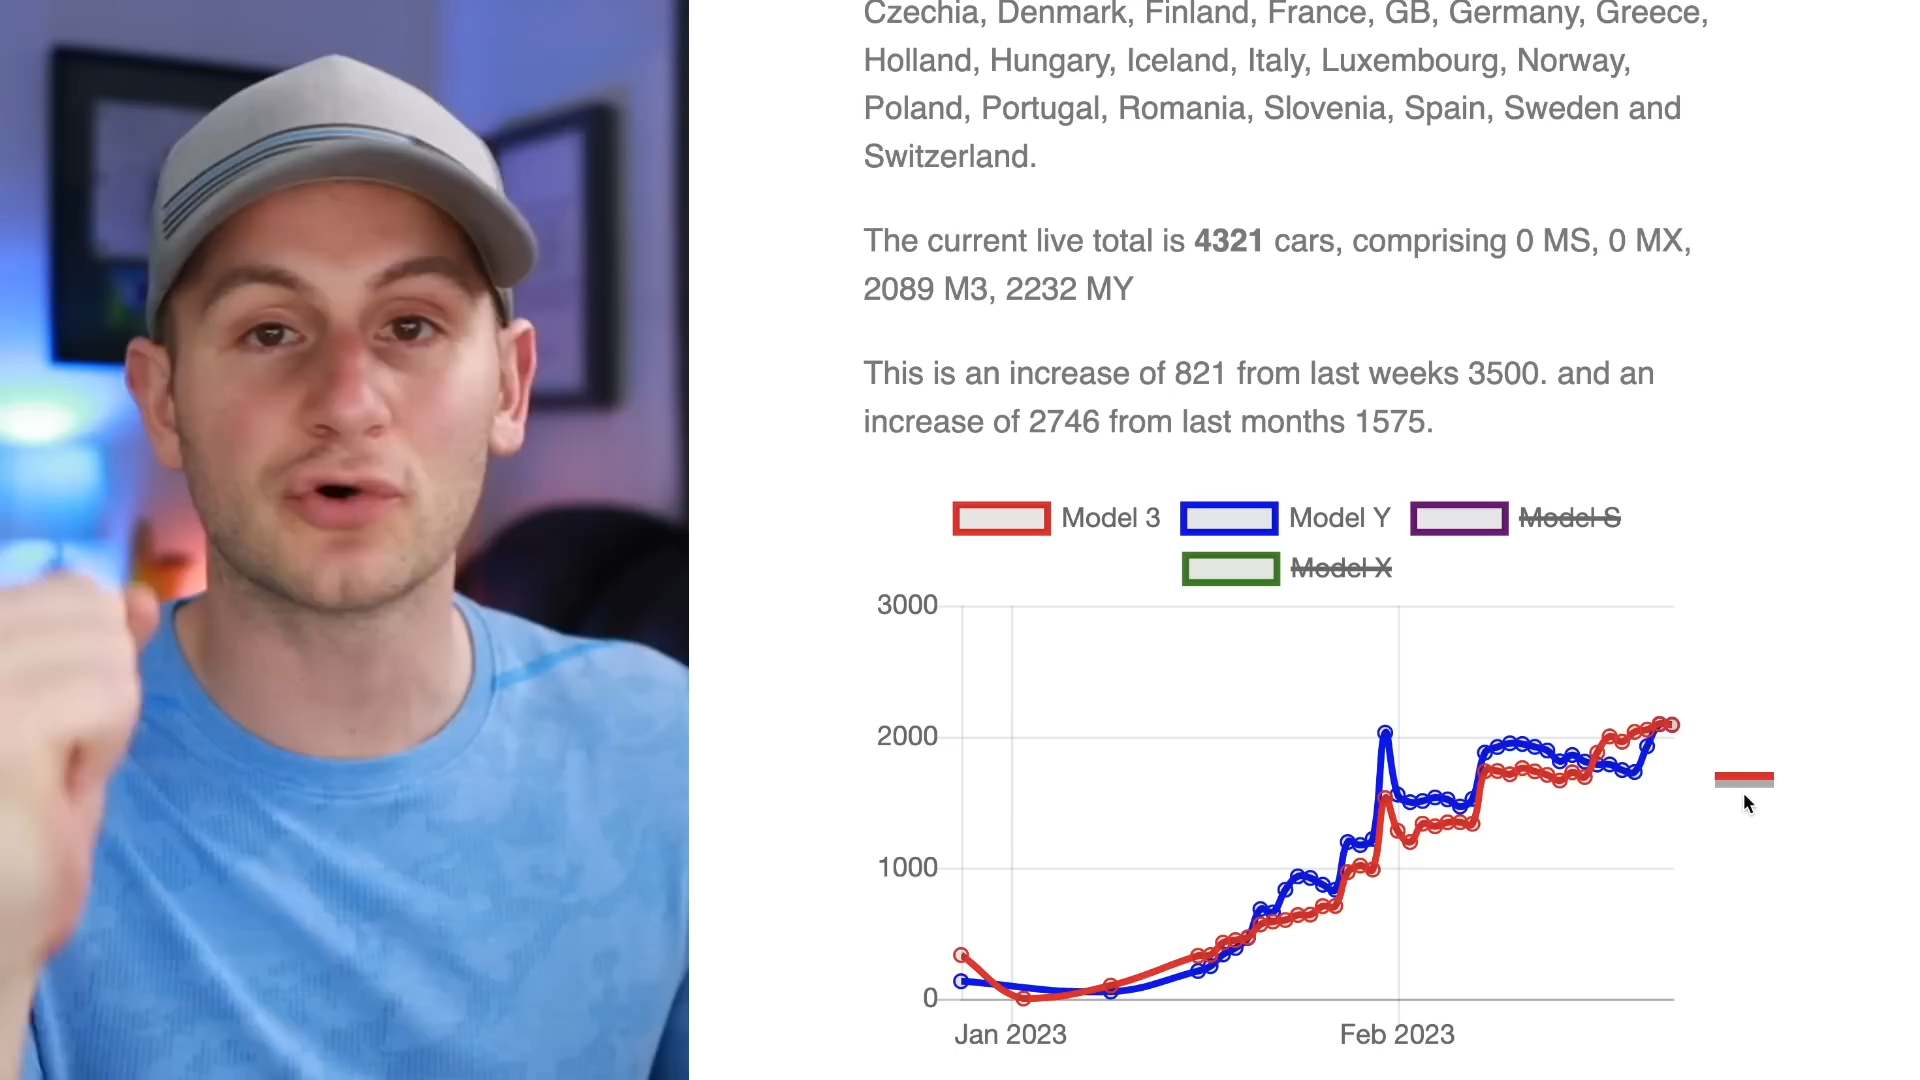 Czechia, Denmark, Finland, France, GB, Germany, Greece,
Holland, Hungary, Iceland, Italy, Luxembourg, Norway,
Poland, Portugal, Romania, Slovenia, Spain, Sweden and
Switzerland.
The current live total is 4321 cars, comprising 0 MS, 0 MX,
2089 M3, 2232 MY
This is an increase of 821 from last weeks 3500. and an
increase of 2746 from last months 1575.
Model 3 Model Y Model S
Model X
3000
2000
1000
0
Jan 2023 Feb 2023